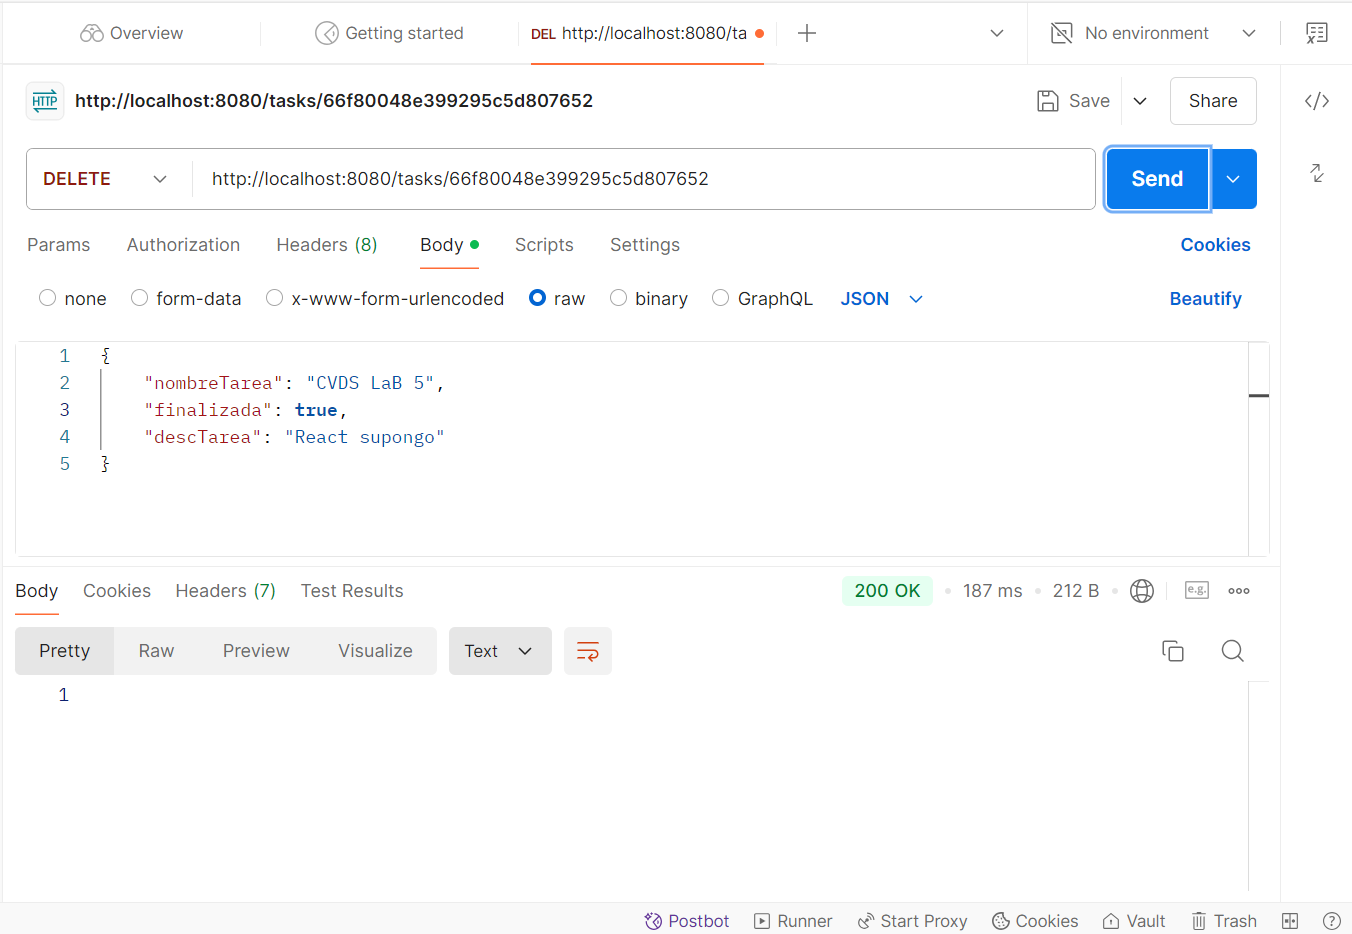 Overview Getting started DEL http://localhost:8080/ta No environment
HTTP http://localhost:8080/tasks/66f80048e399295c5d807652 Save Share
DELETE http://localhost:8080/tasks/66f80048e399295c5d807652 Send
Params Authorization Headers (8) Body Scripts Settings Cookies
none form-data x-www-form-urlencoded raw binary GraphQL JSON Beautify
1 {
2 "nombreTarea": "CVDS LaB 5",
3 "finalizada": true,
4 "descTarea": "React supongo"
5 }
Body Cookies Headers (7) Test Results 200 OK 187 ms 212 B e.g.
Pretty Raw Preview Visualize Text
1
Postbot Runner Start Proxy Cookies Vault Trash